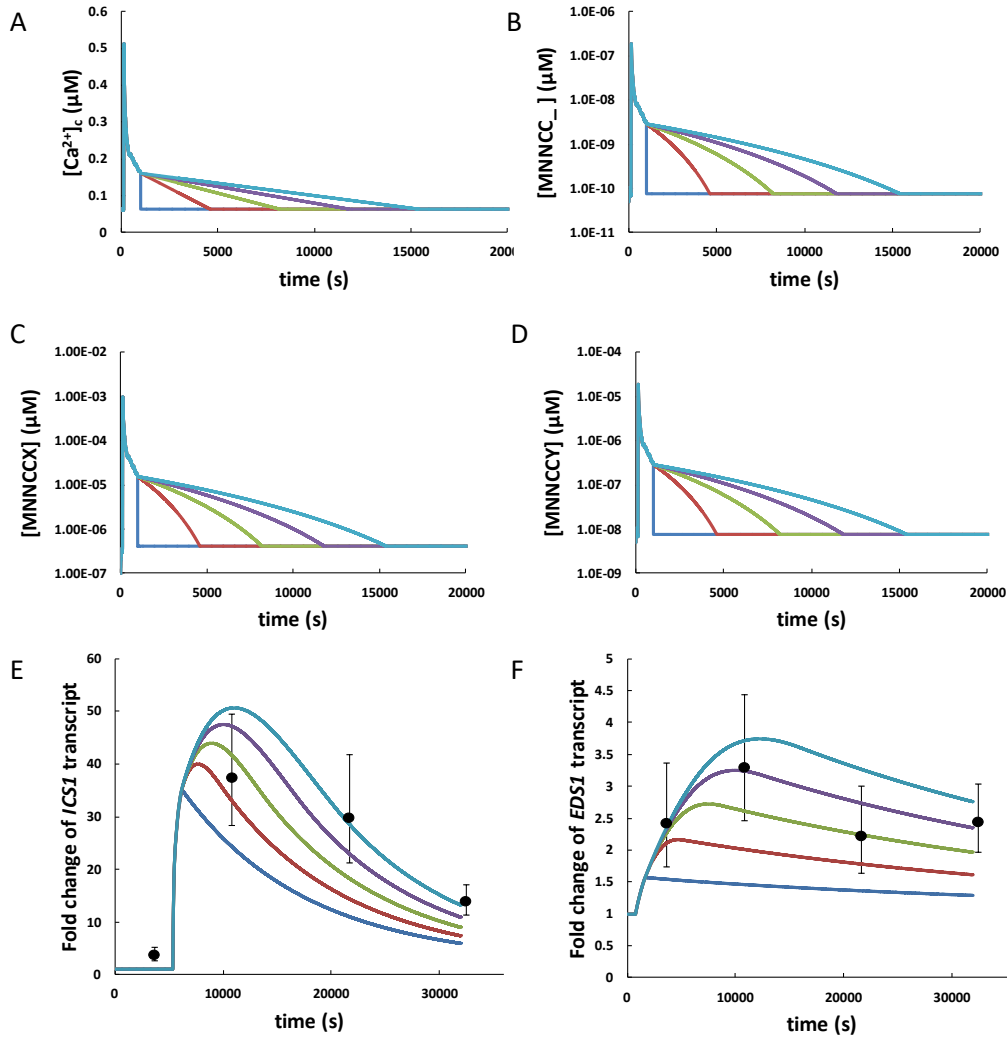 A
[Ca²⁺]c (µM)
0.6
0.5
0.4
0.3
0.2
0.1
0
0 5000 10000 15000 20000
time (s)
B
[MNNCC_ ] (µM)
1.0E-06
1.0E-07
1.0E-08
1.0E-09
1.0E-10
1.0E-11
0 5000 10000 15000 20000
time (s)
C
[MNNCCX] (µM)
1.00E-02
1.00E-03
1.00E-04
1.00E-05
1.00E-06
1.00E-07
0 5000 10000 15000 20000
time (s)
D
[MNNCCY] (µM)
1.00E-04
1.00E-05
1.00E-06
1.00E-07
1.00E-08
1.00E-09
0 5000 10000 15000 20000
time (s)
E
Fold change of ICS1 transcript
60
50
40
30
20
10
0
0 10000 20000 30000
time (s)
F
Fold change of EDS1 transcript
5
4.5
4
3.5
3
2.5
2
1.5
1
0.5
0
0 10000 20000 30000
time (s)